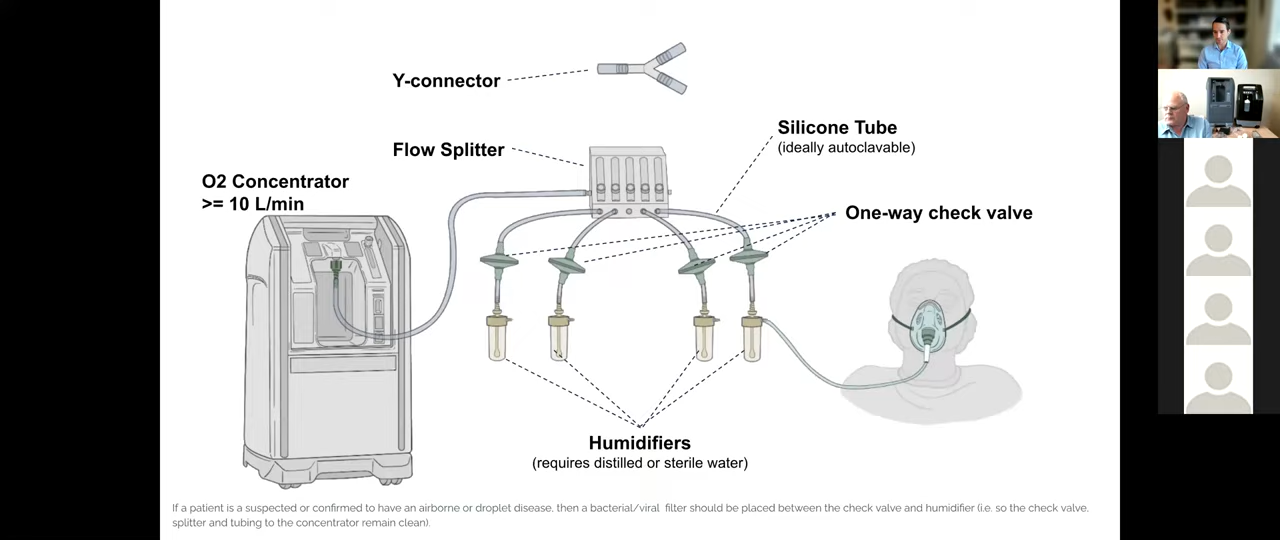 Y-connector
Flow Splitter
Silicone Tube
(ideally autoclavable)
O2 Concentrator
>= 10 L/min
One-way check valve
Humidifiers
(requires distilled or sterile water)
If a patient is a suspected or confirmed to have an airborne or droplet disease, then a bacterial/viral filter should be placed between the check valve and humidifier (i.e. so the check valve,
splitter and tubing to the concentrator remain clean).